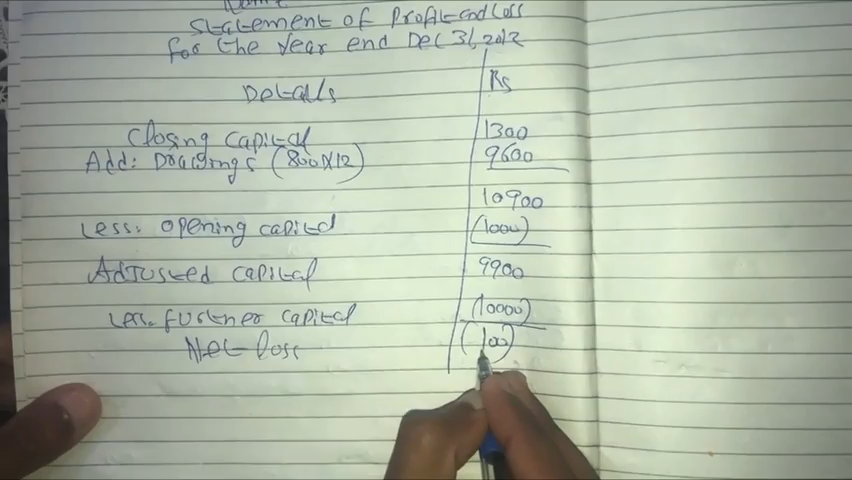 Statement of Profit and Loss
for the Year end Dec 31, 2012
Details Rs
Closing capital 1300
Add: Drawings (800X12) 9600
10900
Less: opening capital (1000)
Adjusted capital 9900
Less. further capital (10000)
Net loss (100)